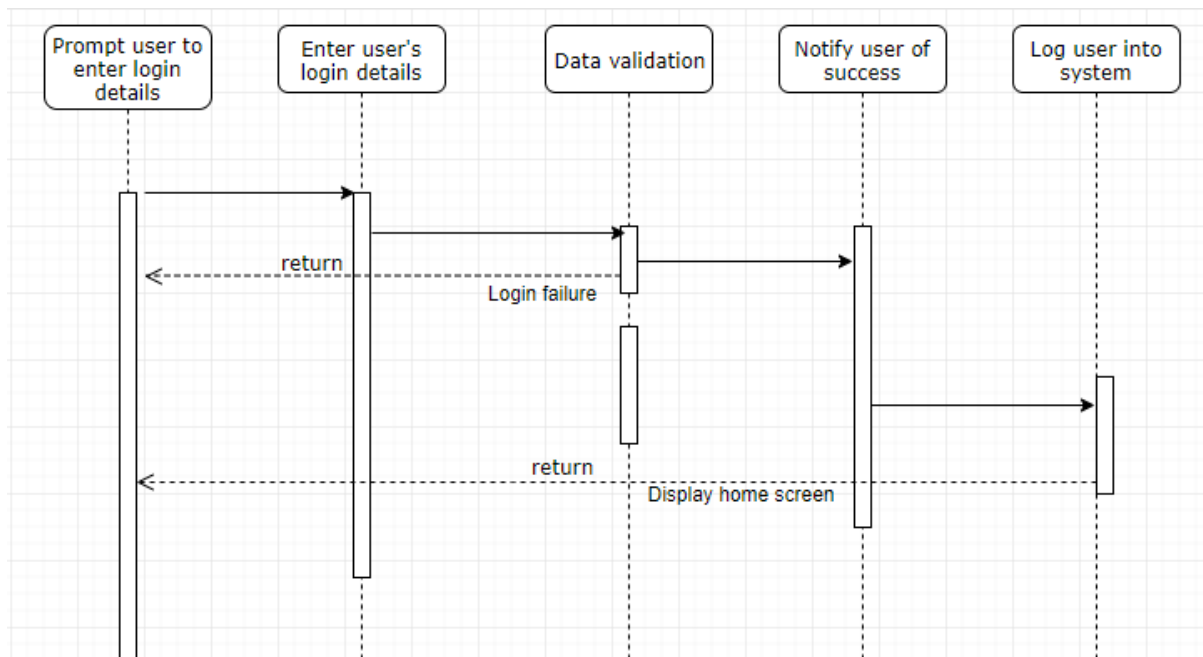 Prompt user to
enter login
details
Enter user's
login details
Data validation
Notify user of
success
Log user into
system
return
Login failure
return
Display home screen